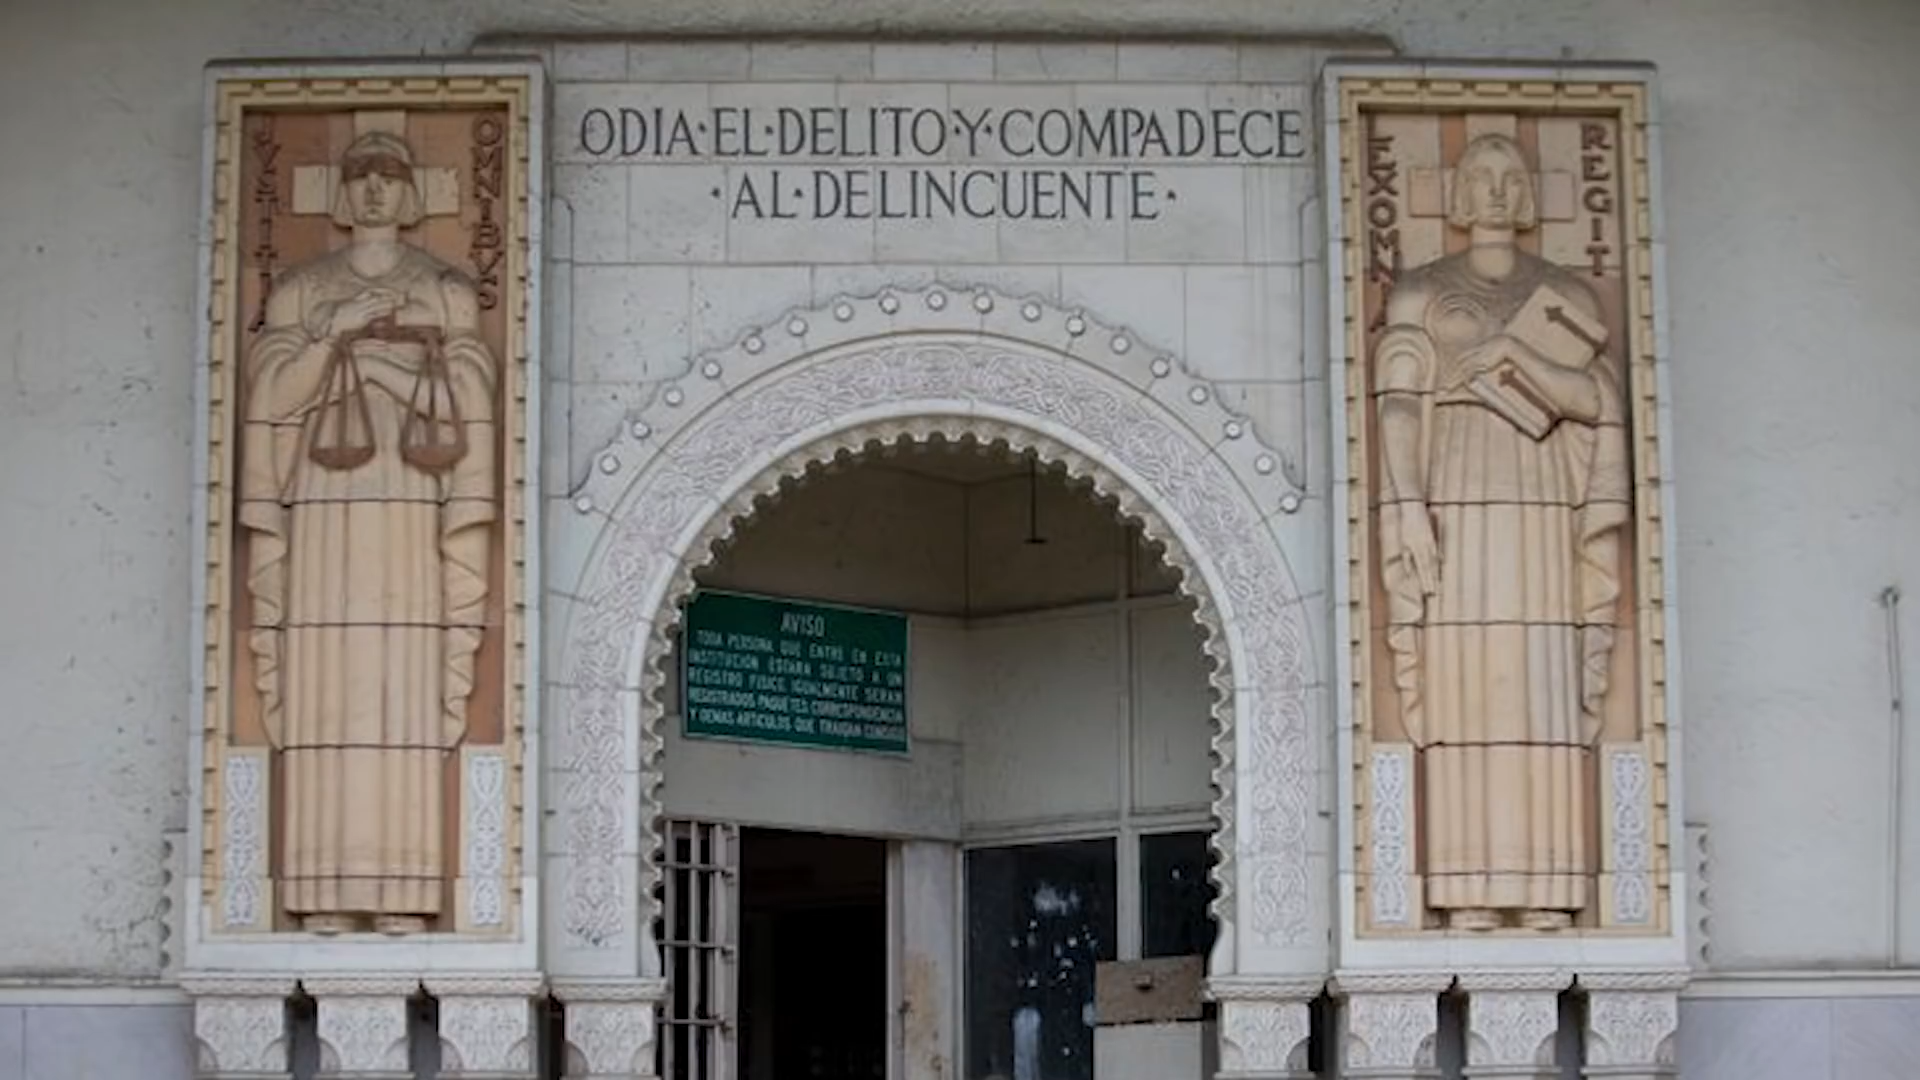 ODIA·EL·DELITO·Y·COMPADECE
·AL·DELINCUENTE·
IVSTITIA
OMNIBVS
LEX OMNIA
REGIT
AVISO
TODA PERSONA QUE ENTRE EN ESTA
INSTITUCION ESTARA SUJETO A UN
REGISTRO FISICO, IGUALMENTE SERAN
REGISTRADOS PAQUETES, CORRESPONDENCIA
Y DEMAS ARTICULOS QUE TRAIGAN CONSIGO